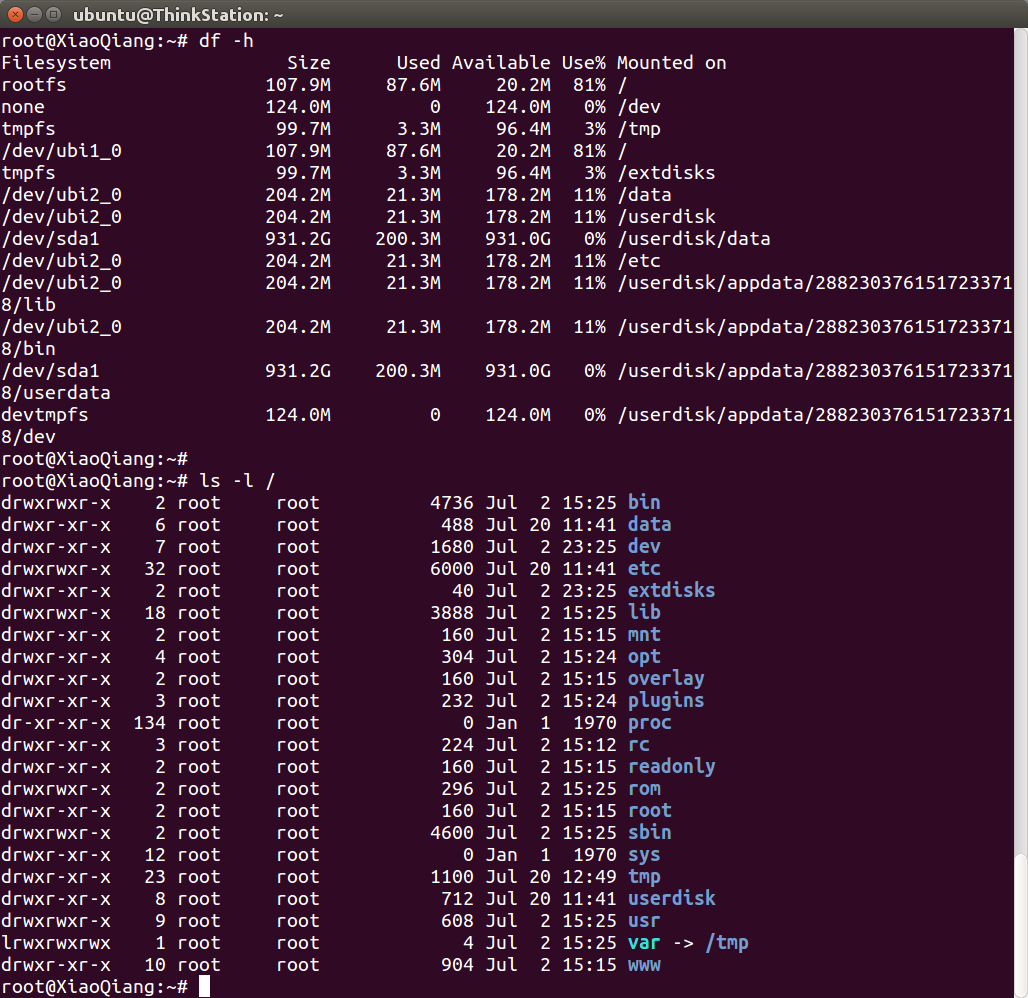 ubuntu@ThinkStation: ~
root@XiaoQiang:~# df -h
Filesystem                Size      Used Available Use% Mounted on
rootfs                  107.9M     87.6M     20.2M  81% /
none                    124.0M         0    124.0M   0% /dev
tmpfs                    99.7M      3.3M     96.4M   3% /tmp
/dev/ubi1_0             107.9M     87.6M     20.2M  81% /
tmpfs                    99.7M      3.3M     96.4M   3% /extdisks
/dev/ubi2_0             204.2M     21.3M    178.2M  11% /data
/dev/ubi2_0             204.2M     21.3M    178.2M  11% /userdisk
/dev/sda1               931.2G    200.3M    931.0G   0% /userdisk/data
/dev/ubi2_0             204.2M     21.3M    178.2M  11% /etc
/dev/ubi2_0             204.2M     21.3M    178.2M  11% /userdisk/appdata/288230376151723371
8/lib
/dev/ubi2_0             204.2M     21.3M    178.2M  11% /userdisk/appdata/288230376151723371
8/bin
/dev/sda1               931.2G    200.3M    931.0G   0% /userdisk/appdata/288230376151723371
8/userdata
devtmpfs                124.0M         0    124.0M   0% /userdisk/appdata/288230376151723371
8/dev
root@XiaoQiang:~#
root@XiaoQiang:~# ls -l /
drwxrwxr-x    2 root     root          4736 Jul  2 15:25 bin
drwxr-xr-x    6 root     root           488 Jul 20 11:41 data
drwxr-xr-x    7 root     root          1680 Jul  2 23:25 dev
drwxrwxr-x   32 root     root          6000 Jul 20 11:41 etc
drwxr-xr-x    2 root     root            40 Jul  2 23:25 extdisks
drwxrwxr-x   18 root     root          3888 Jul  2 15:25 lib
drwxr-xr-x    2 root     root           160 Jul  2 15:15 mnt
drwxr-xr-x    4 root     root           304 Jul  2 15:24 opt
drwxr-xr-x    2 root     root           160 Jul  2 15:15 overlay
drwxr-xr-x    3 root     root           232 Jul  2 15:24 plugins
dr-xr-xr-x  134 root     root             0 Jan  1  1970 proc
drwxr-xr-x    3 root     root           224 Jul  2 15:12 rc
drwxr-xr-x    2 root     root           160 Jul  2 15:15 readonly
drwxrwxr-x    2 root     root           296 Jul  2 15:25 rom
drwxr-xr-x    2 root     root           160 Jul  2 15:15 root
drwxrwxr-x    2 root     root          4600 Jul  2 15:25 sbin
drwxr-xr-x   12 root     root             0 Jan  1  1970 sys
drwxr-xr-x   23 root     root          1100 Jul 20 12:49 tmp
drwxr-xr-x    8 root     root           712 Jul 20 11:41 userdisk
drwxrwxr-x    9 root     root           608 Jul  2 15:25 usr
lrwxrwxrwx    1 root     root             4 Jul  2 15:25 var -> /tmp
drwxr-xr-x   10 root     root           904 Jul  2 15:15 www
root@XiaoQiang:~#